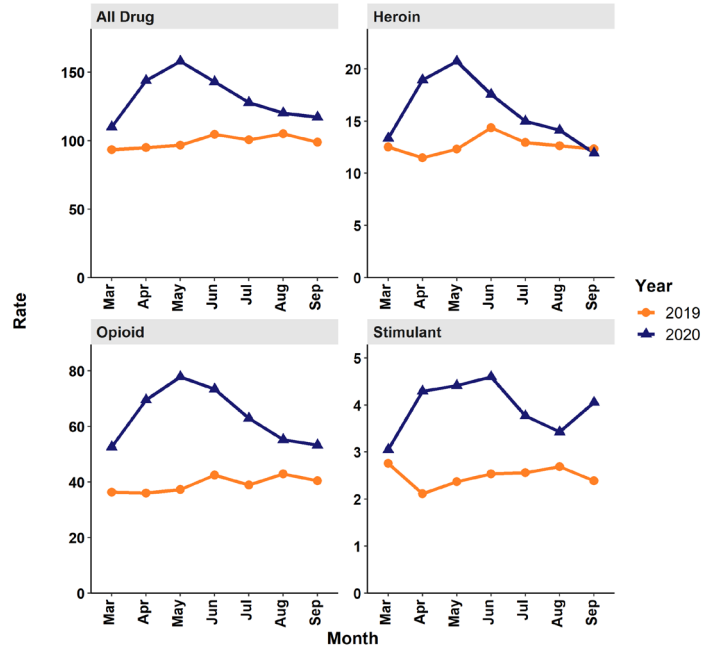 All Drug
Heroin
150
100
50
0
20
15
10
5
0
Mar
Apr
May
Jun
Jul
Aug
Sep
Mar
Apr
May
Jun
Jul
Aug
Sep
Rate
Year
2019
2020
Opioid
Stimulant
80
60
40
20
0
5
4
3
2
1
0
Mar
Apr
May
Jun
Jul
Aug
Sep
Mar
Apr
May
Jun
Jul
Aug
Sep
Month